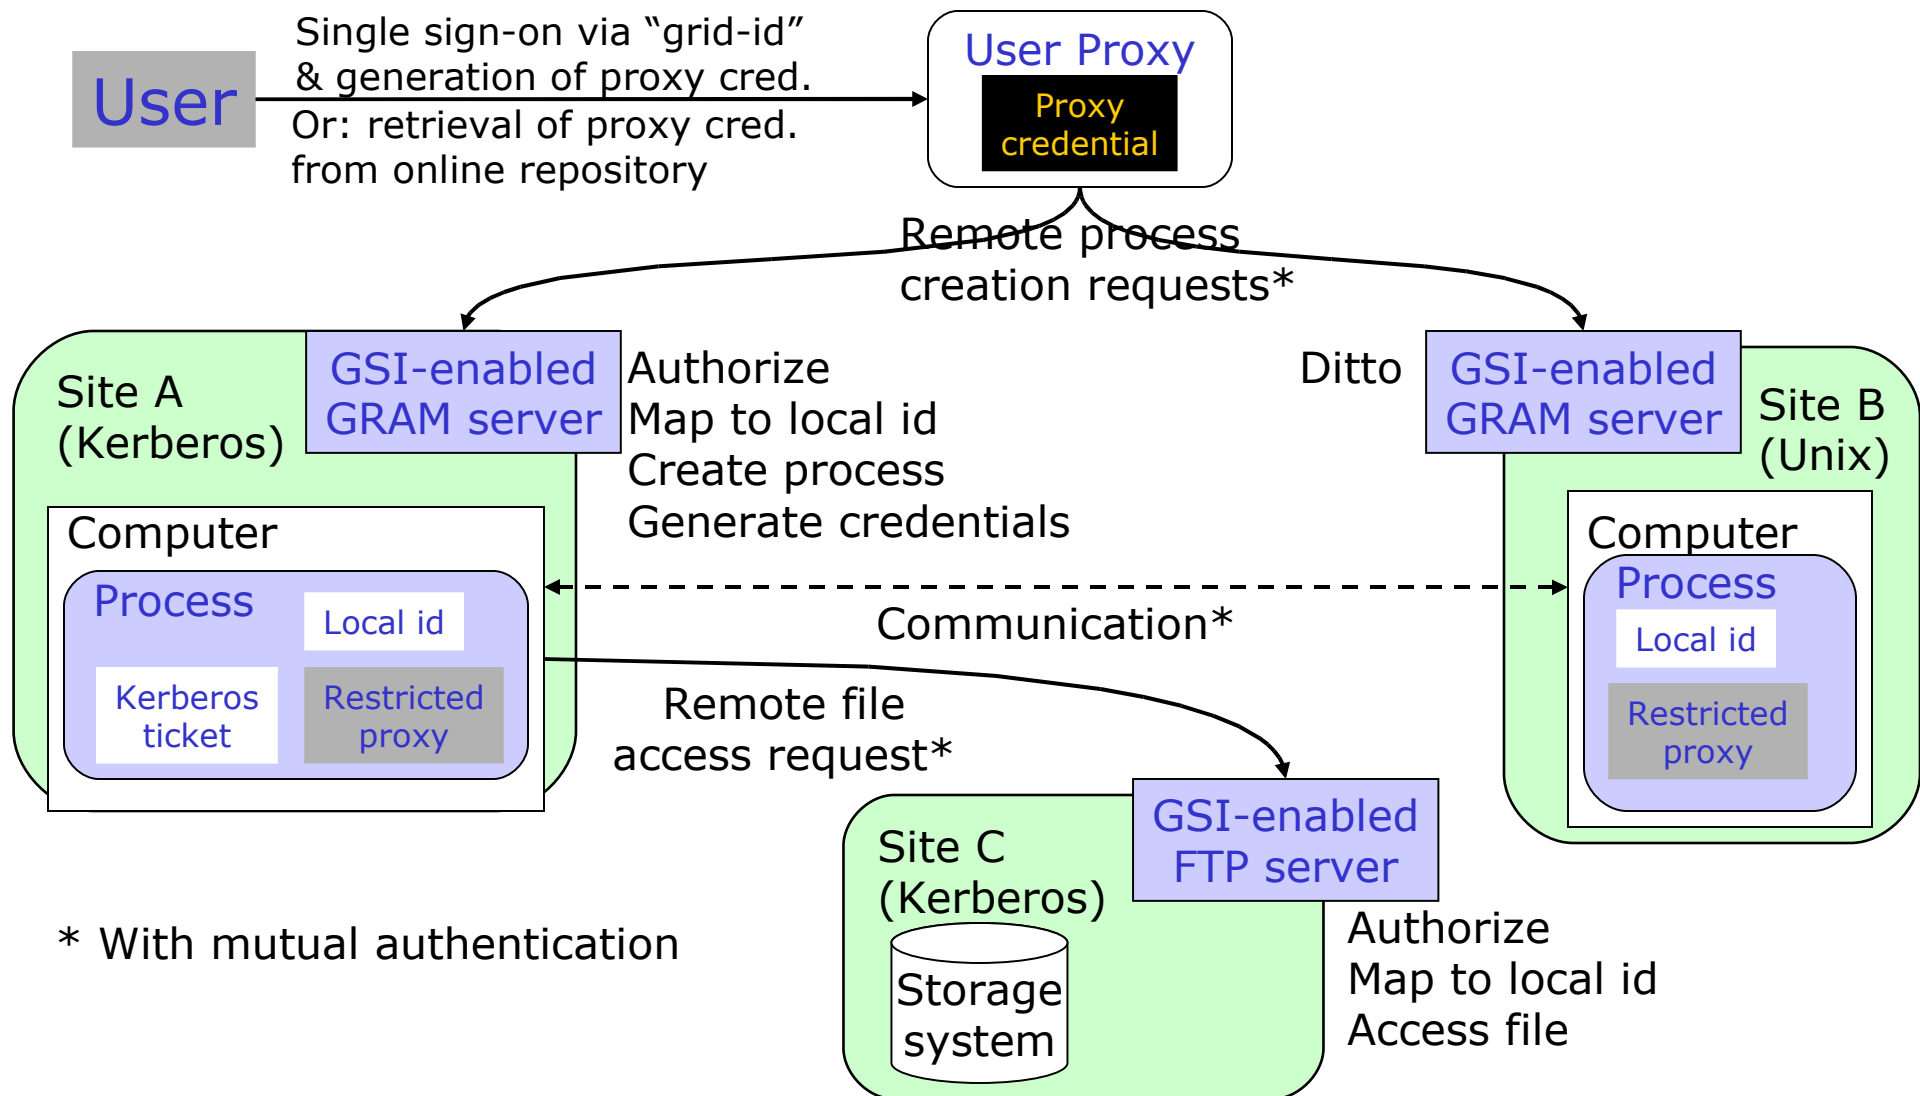 User
Single sign-on via “grid-id”
& generation of proxy cred.
Or: retrieval of proxy cred.
from online repository
User Proxy
Proxy
credential
Remote process
creation requests*
Site A
(Kerberos)
GSI-enabled
GRAM server
Authorize
Map to local id
Create process
Generate credentials
Ditto
GSI-enabled
GRAM server
Site B
(Unix)
Computer
Process
Local id
Kerberos
ticket
Restricted
proxy
Communication*
Computer
Process
Local id
Restricted
proxy
Remote file
access request*
Site C
(Kerberos)
GSI-enabled
FTP server
Storage
system
Authorize
Map to local id
Access file
* With mutual authentication